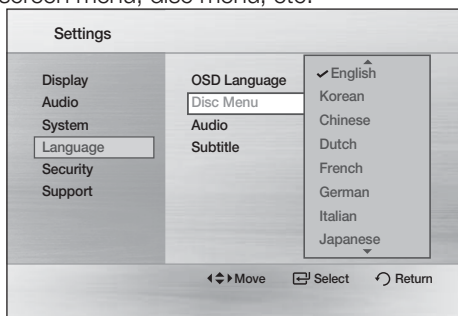 screen menu, disc menu, etc.
Settings
Display
Audio
System
Language
Security
Support
OSD Language
Disc Menu
Audio
Subtitle
✔English
Korean
Chinese
Dutch
French
German
Italian
Japanese
Move
Select
Return